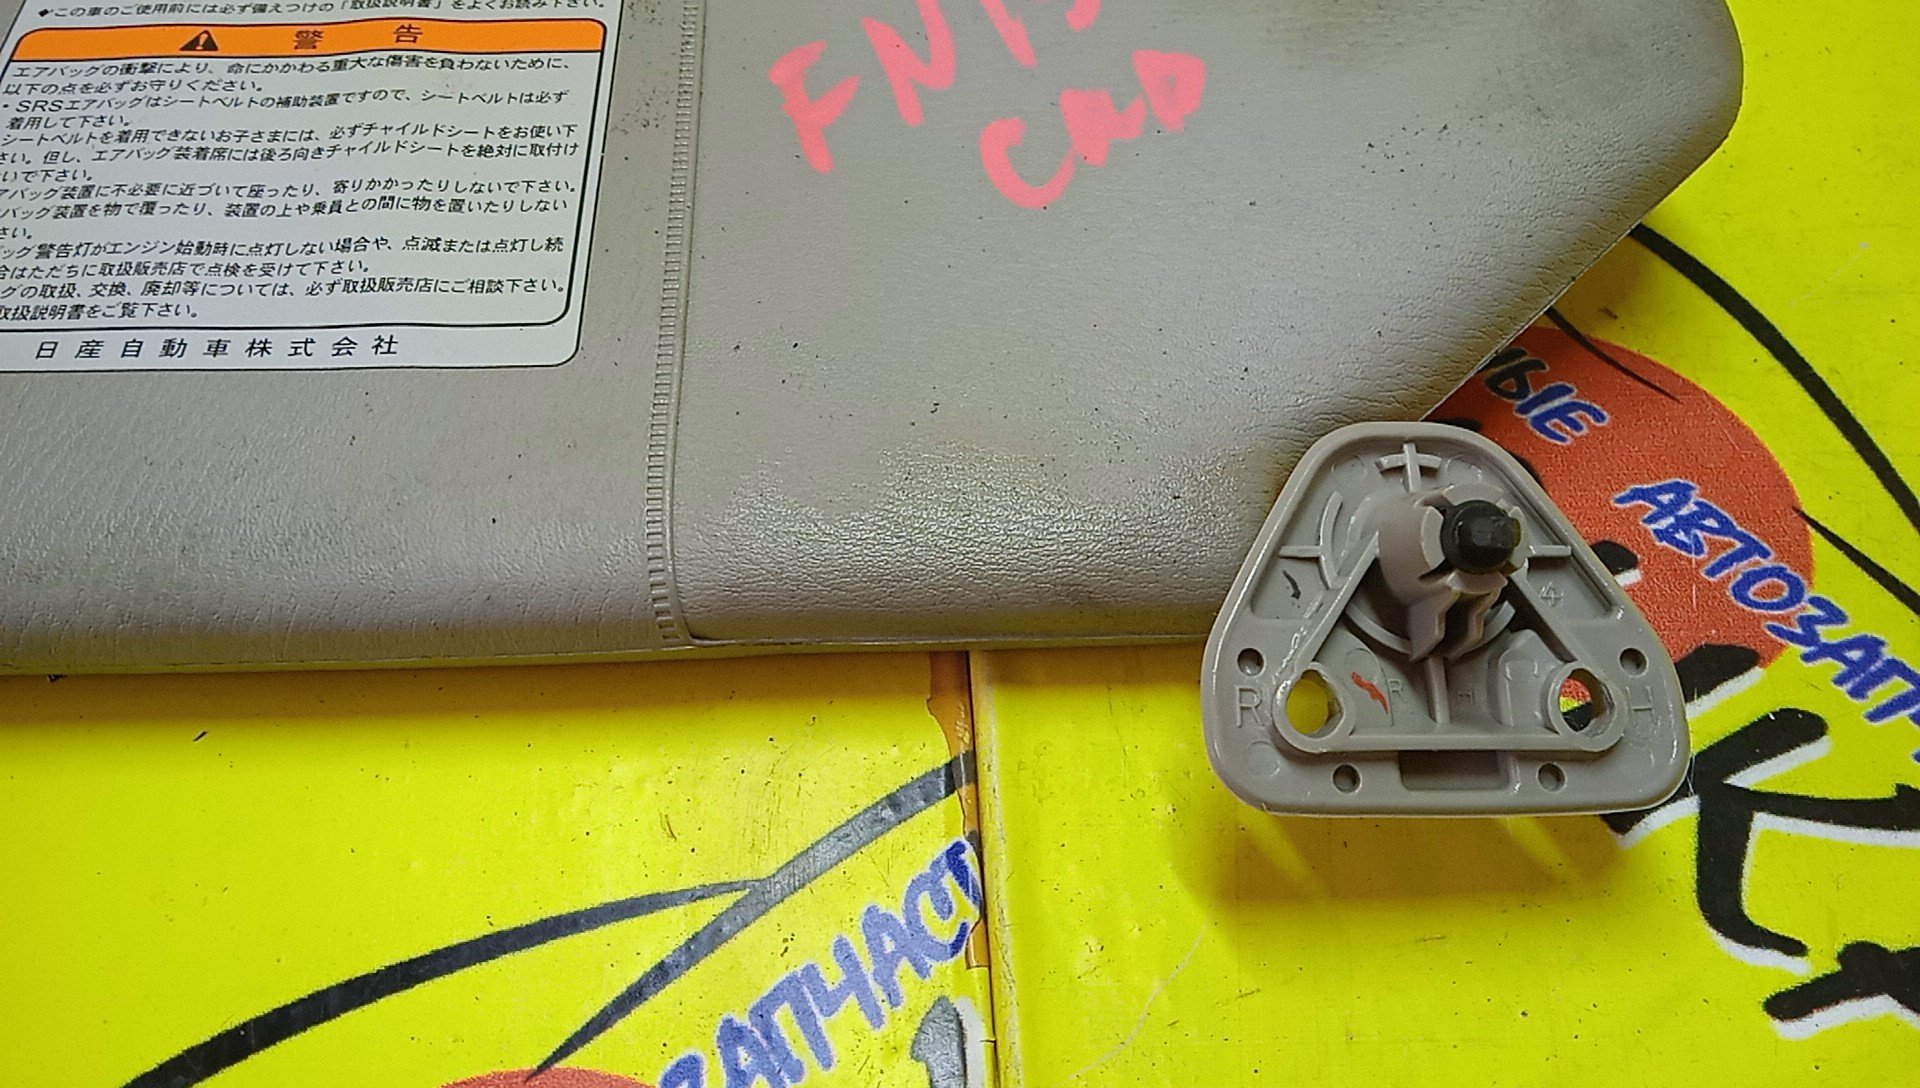 ◆この車のご使用前には必ず備えつけの「取扱説明書」をよくお読み下さい。
警 告
エアバッグの衝撃により、命にかかわる重大な傷害を負わないために、
以下の点を必ずお守りください。
・SRSエアバッグはシートベルトの補助装置ですので、シートベルトは必ず
着用して下さい。
シートベルトを着用できないお子さまには、必ずチャイルドシートをお使い下
さい。但し、エアバッグ装着席には後ろ向きチャイルドシートを絶対に取付け
いで下さい。
アバッグ装置に不必要に近づいて座ったり、寄りかかったりしないで下さい。
バッグ装置を物で覆ったり、装置の上や乗員との間に物を置いたりしない
さい。
ッグ警告灯がエンジン始動時に点灯しない場合や、点滅または点灯し続
合はただちに取扱販売店で点検を受けて下さい。
グの取扱、交換、廃却等については、必ず取扱販売店にご相談下さい。
取扱説明書をご覧下さい。
日産自動車株式会社
FN15
ЫЕ
АВТОЗАПЧ
R H
R H
ЗАПЧАСТ